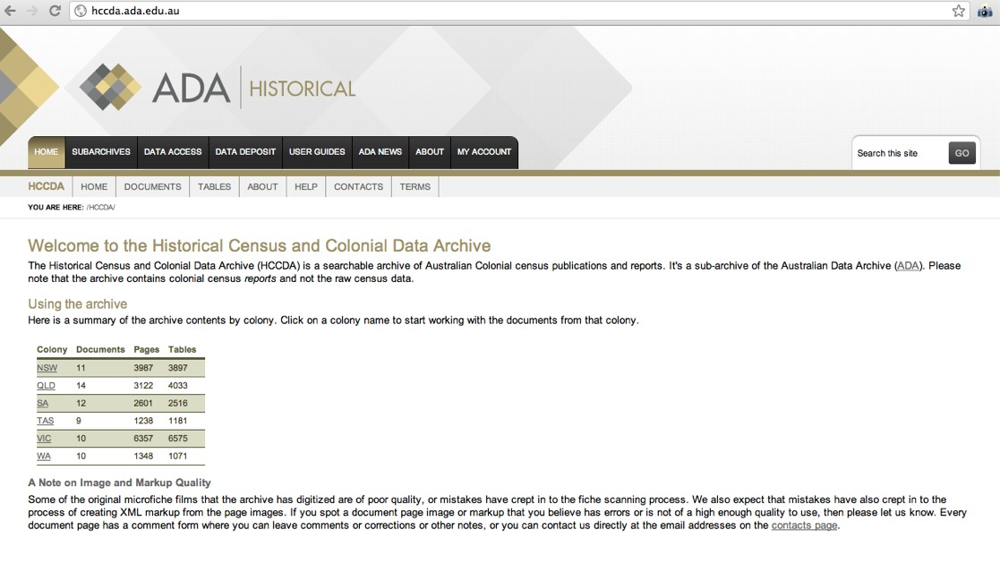 hccda.ada.edu.au
ADA HISTORICAL
HOME SUBARCHIVES DATA ACCESS DATA DEPOSIT USER GUIDES ADA NEWS ABOUT MY ACCOUNT
Search this site GO
HCCDA HOME DOCUMENTS TABLES ABOUT HELP CONTACTS TERMS
YOU ARE HERE: /HCCDA/
Welcome to the Historical Census and Colonial Data Archive
The Historical Census and Colonial Data Archive (HCCDA) is a searchable archive of Australian Colonial census publications and reports. It's a sub-archive of the Australian Data Archive (ADA). Please
note that the archive contains colonial census reports and not the raw census data.
Using the archive
Here is a summary of the archive contents by colony. Click on a colony name to start working with the documents from that colony.
Colony Documents Pages Tables
NSW 11 3987 3897
QLD 14 3122 4033
SA 12 2601 2516
TAS 9 1238 1181
VIC 10 6357 6575
WA 10 1348 1071
A Note on Image and Markup Quality
Some of the original microfiche films that the archive has digitized are of poor quality, or mistakes have crept in to the fiche scanning process. We also expect that mistakes have also crept in to the
process of creating XML markup from the page images. If you spot a document page image or markup that you believe has errors or is not of a high enough quality to use, then please let us know. Every
document page has a comment form where you can leave comments or corrections or other notes, or you can contact us directly at the email addresses on the contacts page.